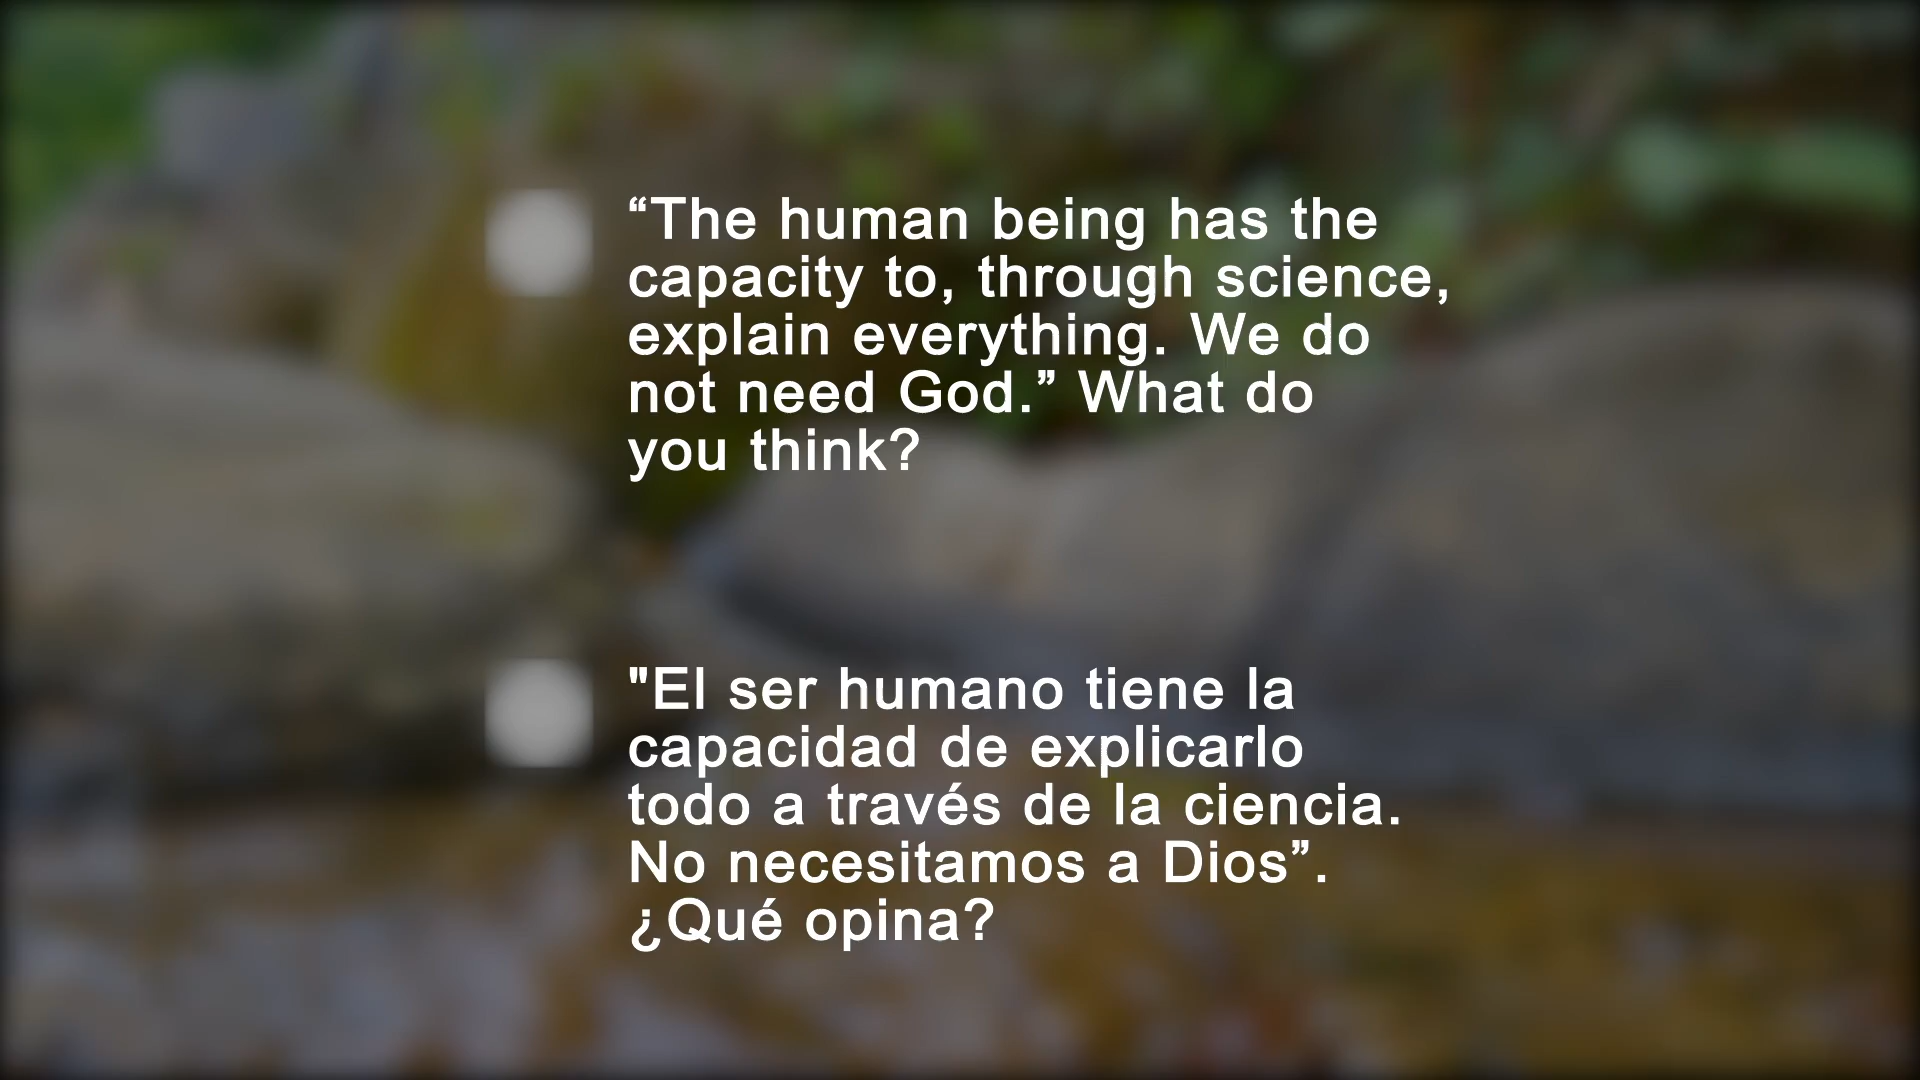 “The human being has the
capacity to, through science,
explain everything. We do
not need God.” What do
you think?
"El ser humano tiene la
capacidad de explicarlo
todo a través de la ciencia.
No necesitamos a Dios”.
¿Qué opina?